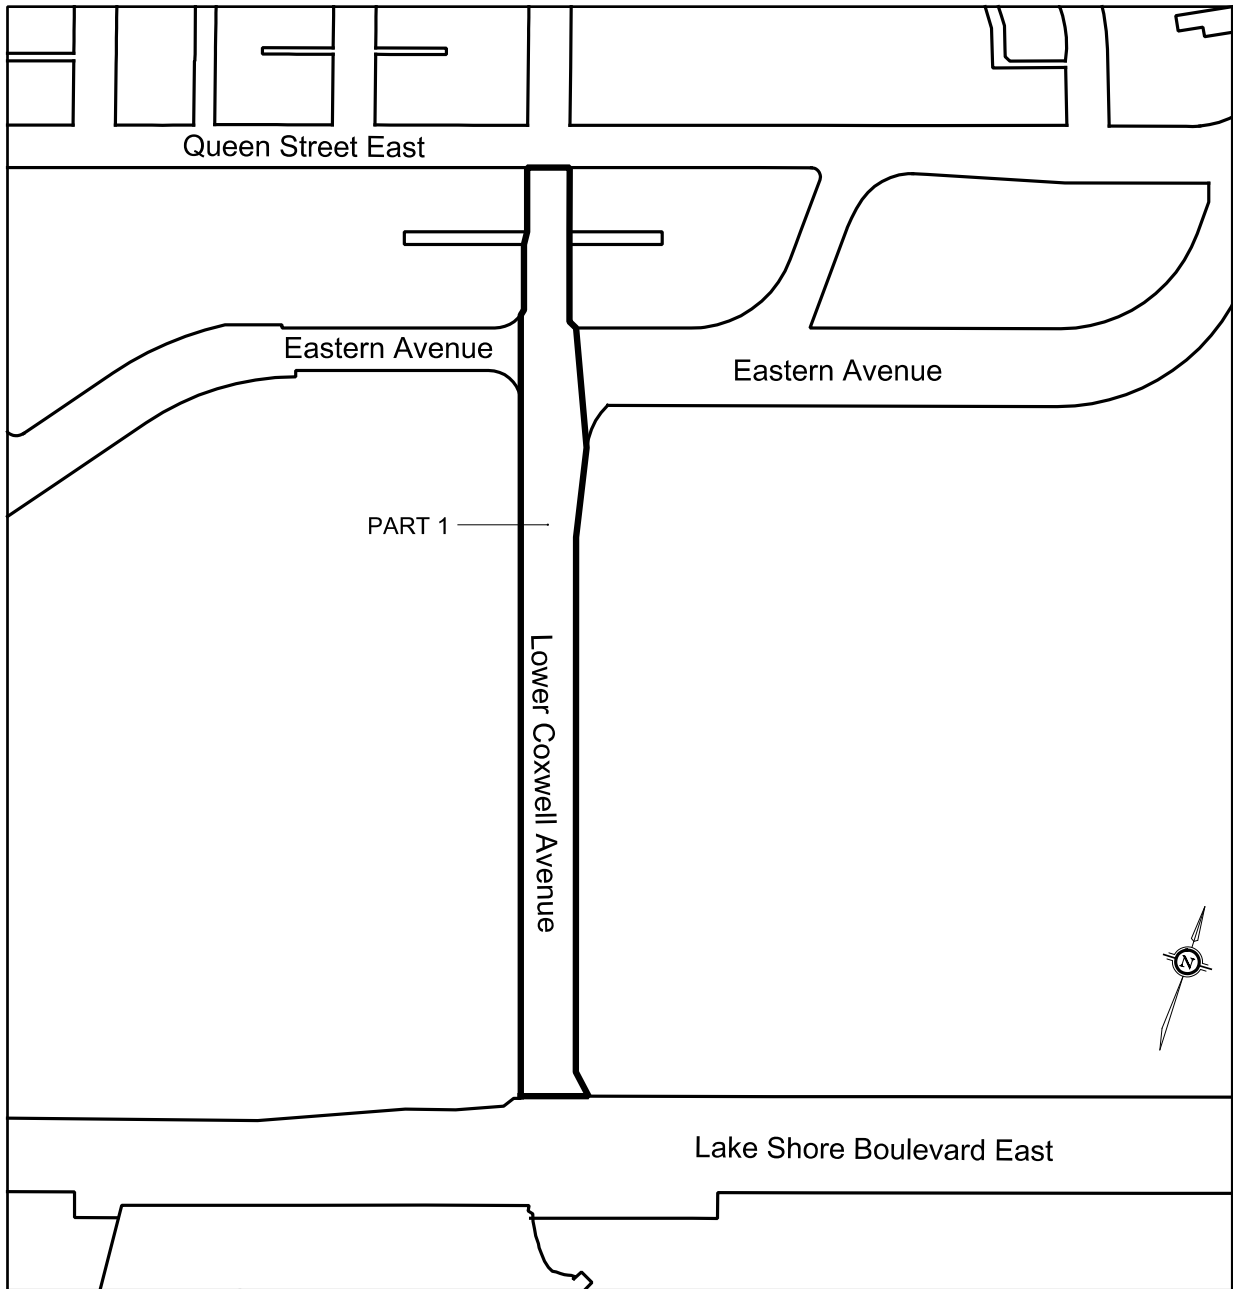 Queen Street East
Eastern Avenue
Eastern Avenue
PART 1
Lower Coxwell Avenue
N
Lake Shore Boulevard East